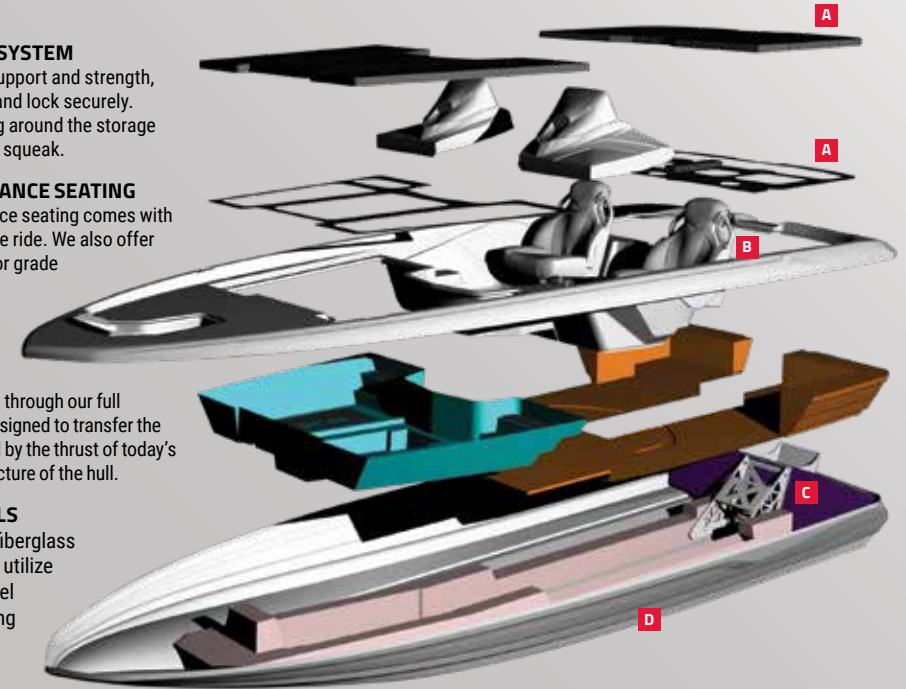 SYSTEM
upport and strength,
and lock securely.
g around the storage
squeak.
ANCE SEATING
ce seating comes with
e ride. We also offer
or grade
through our full
signed to transfer the
by the thrust of today's
cture of the hull.
LS
fiberglass
utilize
el
ng
A
A
B
C
D